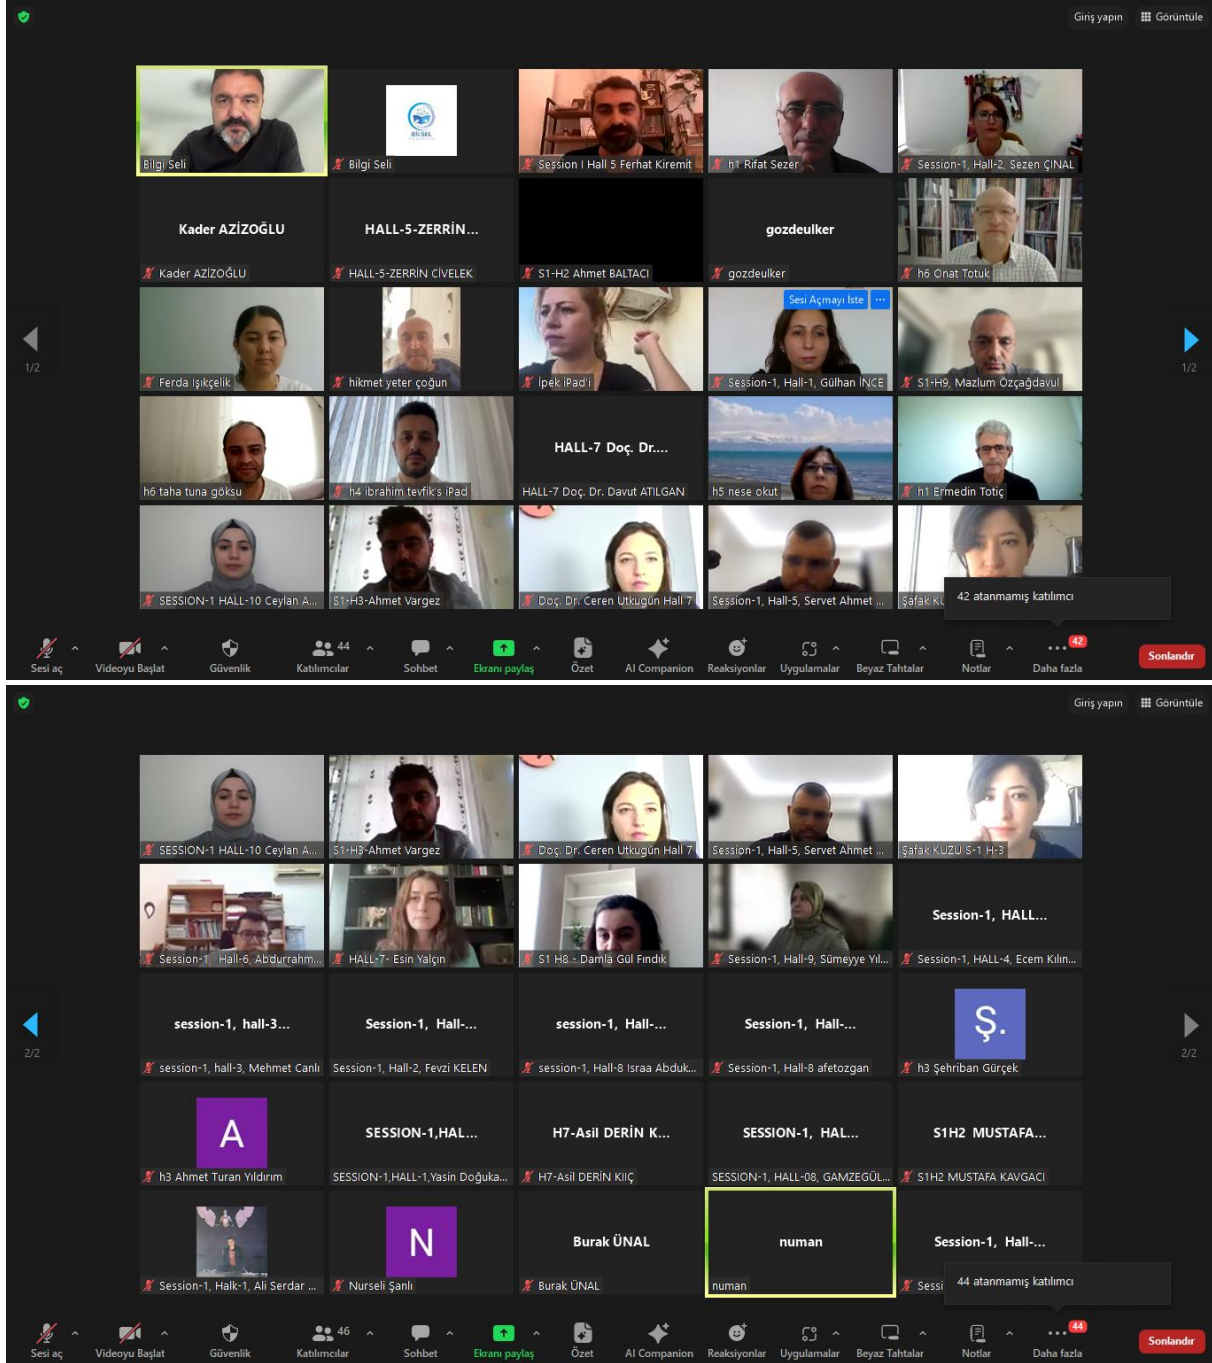 Giriş yapın Görüntüle
Bilgi Seli
BİLSEL
Bilgi Seli
Session I Hall 5 Ferhat Kiremit
h1 Rifat Sezer
Session-1, Hall-2, Sezen ÇINAL
Kader AZİZOĞLU
HALL-5-ZERRİN...
gozdeulker
Kader AZİZOĞLU
HALL-5-ZERRİN CİVELEK
S1-H2 Ahmet BALTACI
gozdeulker
h6 Onat Totuk
Sesi Açmayı İste ...
1/2
1/2
Ferda Işıkçelik
hikmet yeter çoğun
İpek iPad'i
Session-1, Hall-1, Gülhan İNCE
S1-H9, Mazlum Özçağdavul
HALL-7 Doç. Dr....
h6 taha tuna göksu
h4 ibrahim tevfik's iPad
HALL-7 Doç. Dr. Davut ATILGAN
h5 nese okut
h1 Ermedin Totiç
SESSION-1 HALL-10 Ceylan A...
S1-H3-Ahmet Vargez
Doç. Dr. Ceren Utkugün Hall 7
Session-1, Hall-5, Servet Ahmet ...
Şafak KU
42 atanmamış katılımcı
44
42
Sesi aç Videoyu Başlat Güvenlik Katılımcılar Sohbet Ekranı paylaş Özet AI Companion Reaksiyonlar Uygulamalar Beyaz Tahtalar Notlar Daha fazla
Sonlandır
Giriş yapın Görüntüle
SESSION-1 HALL-10 Ceylan A...
S1-H3-Ahmet Vargez
Doç. Dr. Ceren Utkugün Hall 7
Session-1, Hall-5, Servet Ahmet ...
Şafak KUZU S-1 H-3
Session-1, HALL...
Session-1, Hall-6, Abdurrahm...
HALL-7- Esin Yalçın
S1 H8 - Damla Gül Fındık
Session-1, Hall-9, Sümeyye Yıl...
Session-1, HALL-4, Ecem Kılın...
session-1, hall-3...
Session-1, Hall-...
session-1, Hall-...
Session-1, Hall-...
Ş.
2/2
2/2
session-1, hall-3, Mehmet Canlı
Session-1, Hall-2, Fevzi KELEN
session-1, Hall-8 Israa Abduk...
Session-1, Hall-8 afetozgan
h3 Şehriban Gürçek
A
SESSION-1,HAL...
H7-Asil DERİN K...
SESSION-1, HAL...
S1H2 MUSTAFA...
h3 Ahmet Turan Yıldırım
SESSION-1,HALL-1,Yasin Doğuka...
H7-Asil DERİN KIIÇ
SESSION-1, HALL-08, GAMZEGÜL...
S1H2 MUSTAFA KAVGACI
N
Burak ÜNAL
numan
Session-1, Hall-...
Session-1, Halk-1, Ali Serdar ...
Nurseli Şanlı
Burak ÜNAL
numan
Sessi
44 atanmamış katılımcı
46
44
Sesi aç Videoyu Başlat Güvenlik Katılımcılar Sohbet Ekranı paylaş Özet AI Companion Reaksiyonlar Uygulamalar Beyaz Tahtalar Notlar Daha fazla
Sonlandır